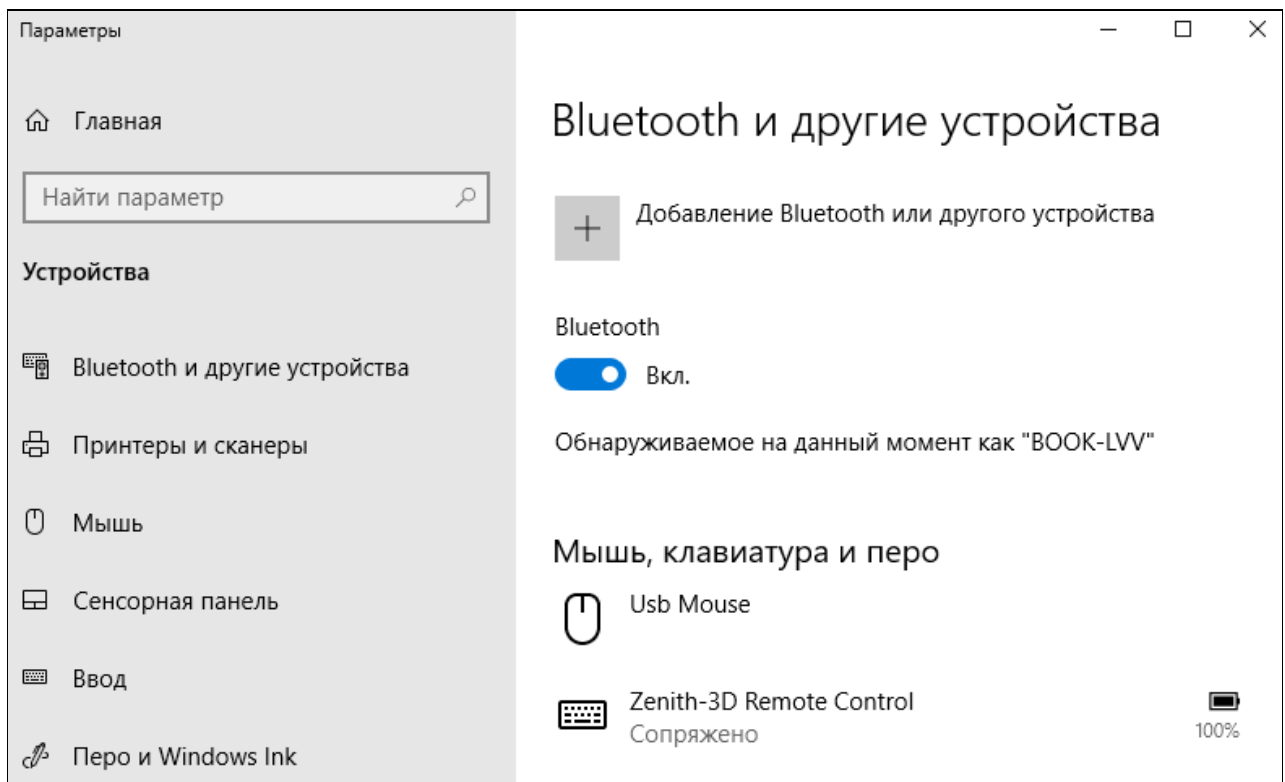 Параметры
Главная
Найти параметр
Устройства
Bluetooth и другие устройства
Принтеры и сканеры
Мышь
Сенсорная панель
Ввод
Перо и Windows Ink
Bluetooth и другие устройства
Добавление Bluetooth или другого устройства
Bluetooth
Вкл.
Обнаруживаемое на данный момент как "BOOK-LVV"
Мышь, клавиатура и перо
Usb Mouse
Zenith-3D Remote Control
Сопряжено
100%